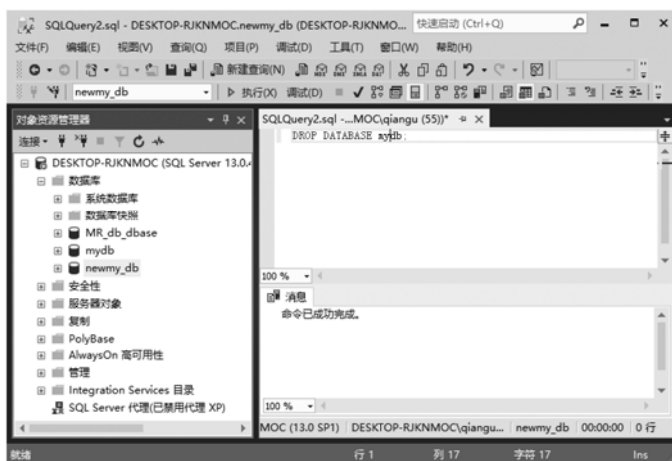 SQLQuery2.sql - DESKTOP-RJKNMOC.newmy_db (DESKTOP-RJKNMO... 快速启动 (Ctrl+Q)
文件(F) 编辑(E) 视图(V) 查询(Q) 项目(P) 调试(D) 工具(T) 窗口(W) 帮助(H)
新建查询(N)
newmy_db 执行(X) 调试(D)
对象资源管理器
连接
DESKTOP-RJKNMOC (SQL Server 13.0.
数据库
系统数据库
数据库快照
MR_db_dbase
mydb
newmy_db
安全性
服务器对象
复制
PolyBase
AlwaysOn 高可用性
管理
Integration Services 目录
SQL Server 代理(已禁用代理 XP)
SQLQuery2.sql -...MOC\qiangu (55))*
DROP DATABASE mydb;
100 %
消息
命令已成功完成。
100 %
MOC (13.0 SP1) DESKTOP-RJKNMOC\qiangu... newmy_db 00:00:00 0 行
就绪 行 1 列 17 字符 17 Ins